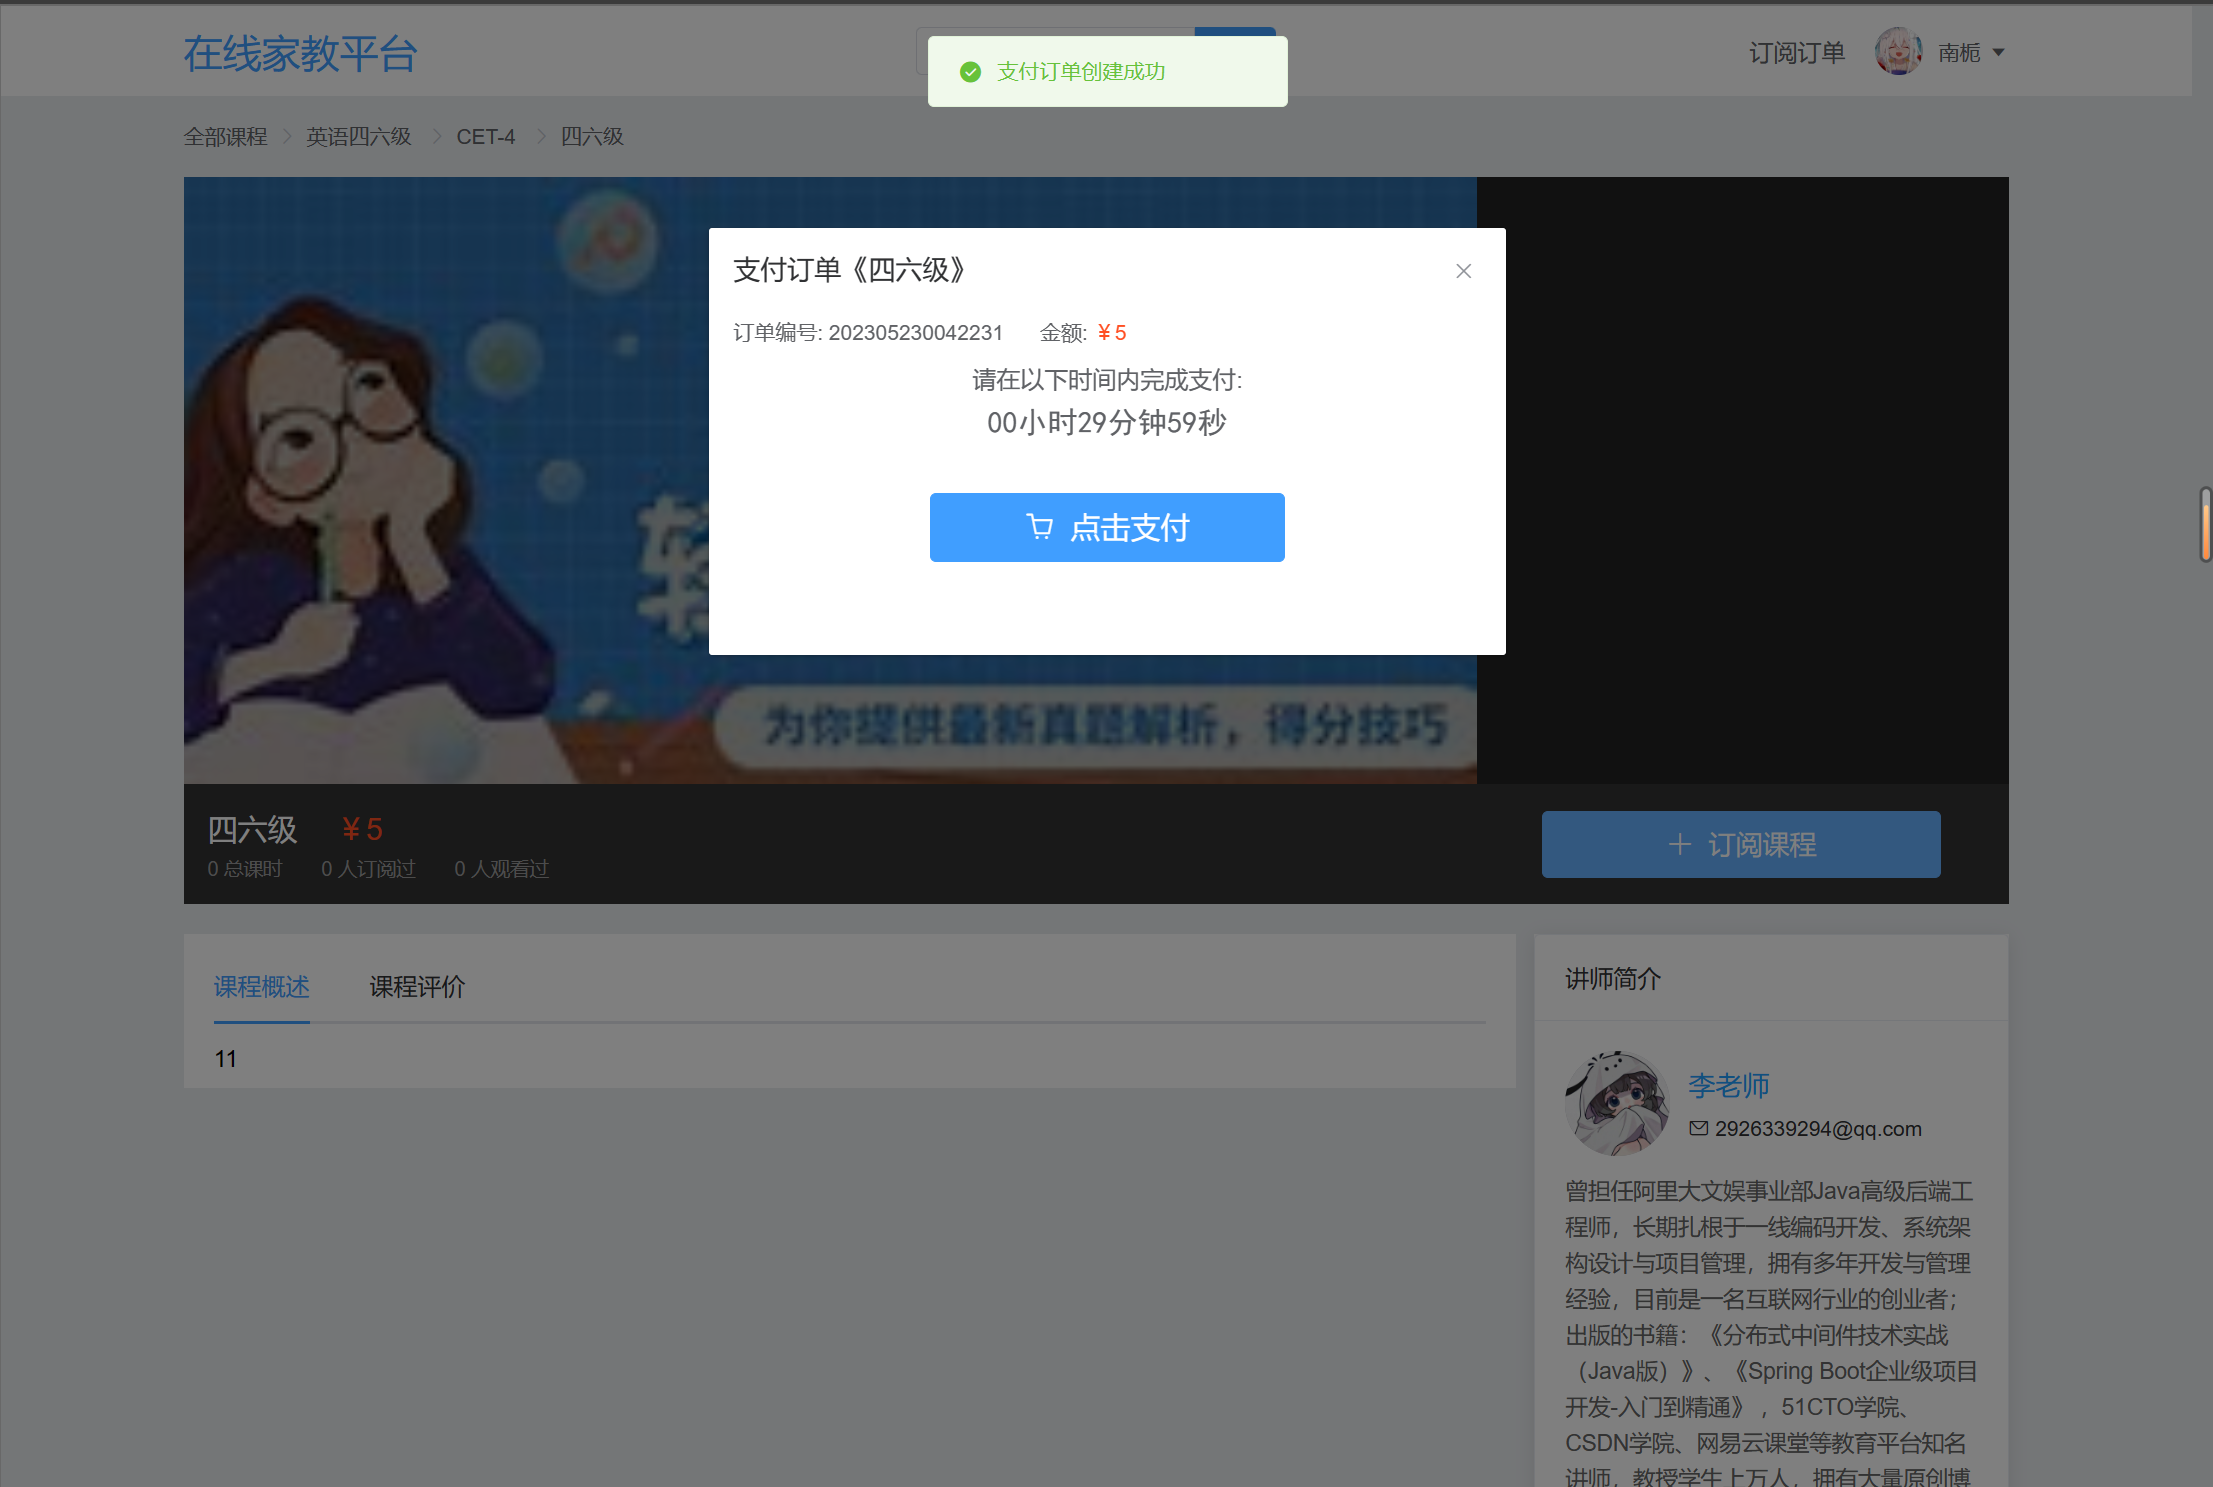 在线家教平台
支付订单创建成功
订阅订单
南栀
全部课程 英语四六级 CET-4 四六级
支付订单《四六级》
订单编号: 202305230042231 金额: ¥ 5
请在以下时间内完成支付:
00小时29分钟59秒
点击支付
为你提供最新真题解析，得分技巧
四六级 ¥ 5
0 总课时 0 人订阅过 0 人观看过
订阅课程
课程概述 课程评价
11
讲师简介
李老师
2926339294@qq.com
曾担任阿里大文娱事业部Java高级后端工
程师，长期扎根于一线编码开发、系统架
构设计与项目管理，拥有多年开发与管理
经验，目前是一名互联网行业的创业者；
出版的书籍：《分布式中间件技术实战
（Java版）》、《Spring Boot企业级项目
开发-入门到精通》，51CTO学院、
CSDN学院、网易云课堂等教育平台知名
讲师，教授学生上万人，拥有大量原创博